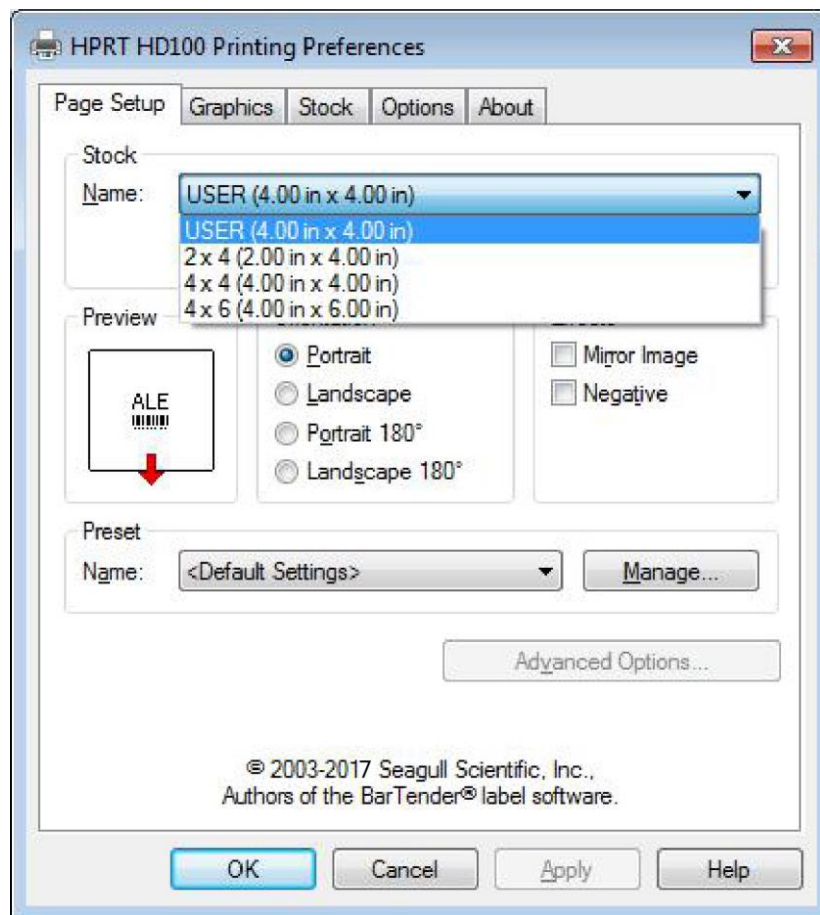 HPRT HD100 Printing Preferences
Page Setup Graphics Stock Options About
Stock
Name: USER (4.00 in x 4.00 in)
USER (4.00 in x 4.00 in)
2 x 4 (2.00 in x 4.00 in)
4 x 4 (4.00 in x 4.00 in)
4 x 6 (4.00 in x 6.00 in)
Preview
ALE
Portrait
Landscape
Portrait 180°
Landscape 180°
Mirror Image
Negative
Preset
Name: <Default Settings> Manage...
Advanced Options...
© 2003-2017 Seagull Scientific, Inc.,
Authors of the BarTender® label software.
OK Cancel Apply Help